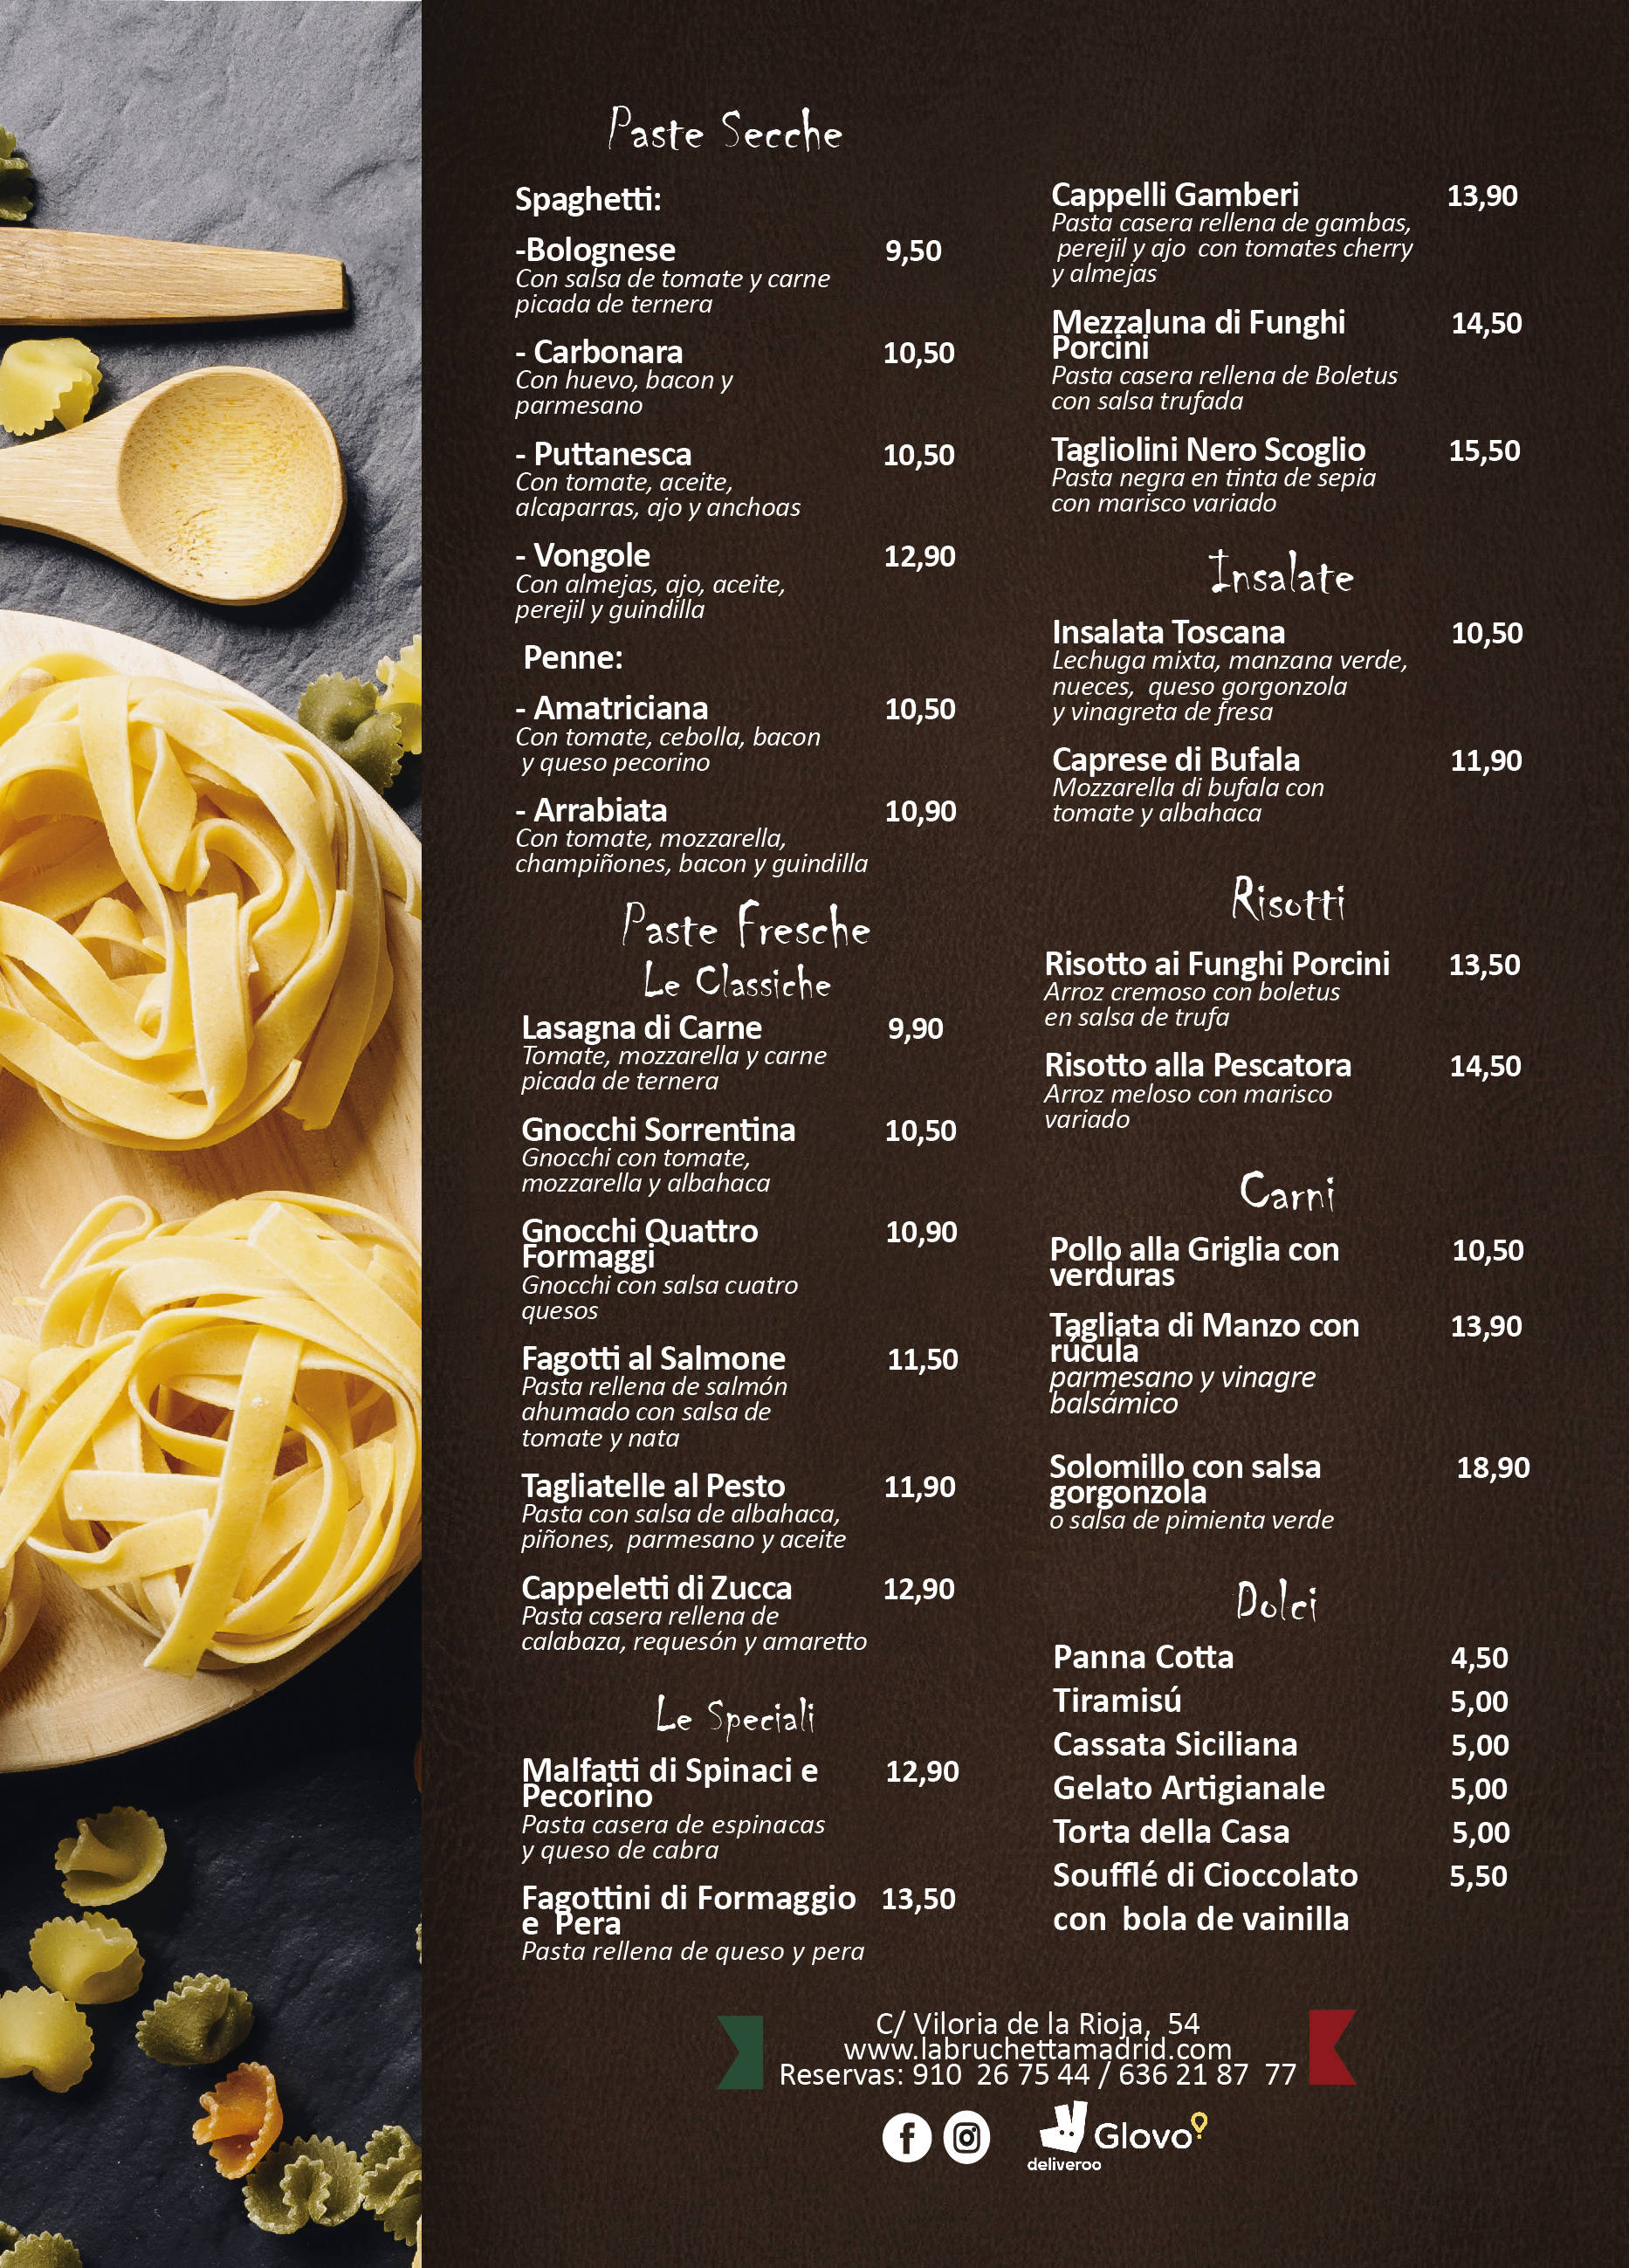 Paste Secche
Spaghetti:
-Bolognese 9,50
Con salsa de tomate y carne
picada de ternera
- Carbonara 10,50
Con huevo, bacon y
parmesano
- Puttanesca 10,50
Con tomate, aceite,
alcaparras, ajo y anchoas
- Vongole 12,90
Con almejas, ajo, aceite,
perejil y guindilla
Penne:
- Amatriciana 10,50
Con tomate, cebolla, bacon
y queso pecorino
- Arrabiata 10,90
Con tomate, mozzarella,
champiñones, bacon y guindilla
Paste Fresche
Le Classiche
Lasagna di Carne 9,90
Tomate, mozzarella y carne
picada de ternera
Gnocchi Sorrentina 10,50
Gnocchi con tomate,
mozzarella y albahaca
Gnocchi Quattro 10,90
Formaggi
Gnocchi con salsa cuatro
quesos
Fagotti al Salmone 11,50
Pasta rellena de salmón
ahumado con salsa de
tomate y nata
Tagliatelle al Pesto 11,90
Pasta con salsa de albahaca,
piñones, parmesano y aceite
Cappeletti di Zucca 12,90
Pasta casera rellena de
calabaza, requesón y amaretto
Le Speciali
Malfatti di Spinaci e 12,90
Pecorino
Pasta casera de espinacas
y queso de cabra
Fagottini di Formaggio 13,50
e Pera
Pasta rellena de queso y pera
Cappelli Gamberi 13,90
Pasta casera rellena de gambas,
perejil y ajo con tomates cherry
y almejas
Mezzaluna di Funghi 14,50
Porcini
Pasta casera rellena de Boletus
con salsa trufada
Tagliolini Nero Scoglio 15,50
Pasta negra en tinta de sepia
con marisco variado
Insalate
Insalata Toscana 10,50
Lechuga mixta, manzana verde,
nueces, queso gorgonzola
y vinagreta de fresa
Caprese di Bufala 11,90
Mozzarella di bufala con
tomate y albahaca
Risotti
Risotto ai Funghi Porcini 13,50
Arroz cremoso con boletus
en salsa de trufa
Risotto alla Pescatora 14,50
Arroz meloso con marisco
variado
Carni
Pollo alla Griglia con 10,50
verduras
Tagliata di Manzo con 13,90
rúcula
parmesano y vinagre
balsámico
Solomillo con salsa 18,90
gorgonzola
o salsa de pimienta verde
Dolci
Panna Cotta 4,50
Tiramisú 5,00
Cassata Siciliana 5,00
Gelato Artigianale 5,00
Torta della Casa 5,00
Soufflé di Cioccolato 5,50
con bola de vainilla
C/ Viloria de la Rioja, 54
www.labruchettamadrid.com
Reservas: 910 26 75 44 / 636 21 87 77
Glovo
deliveroo